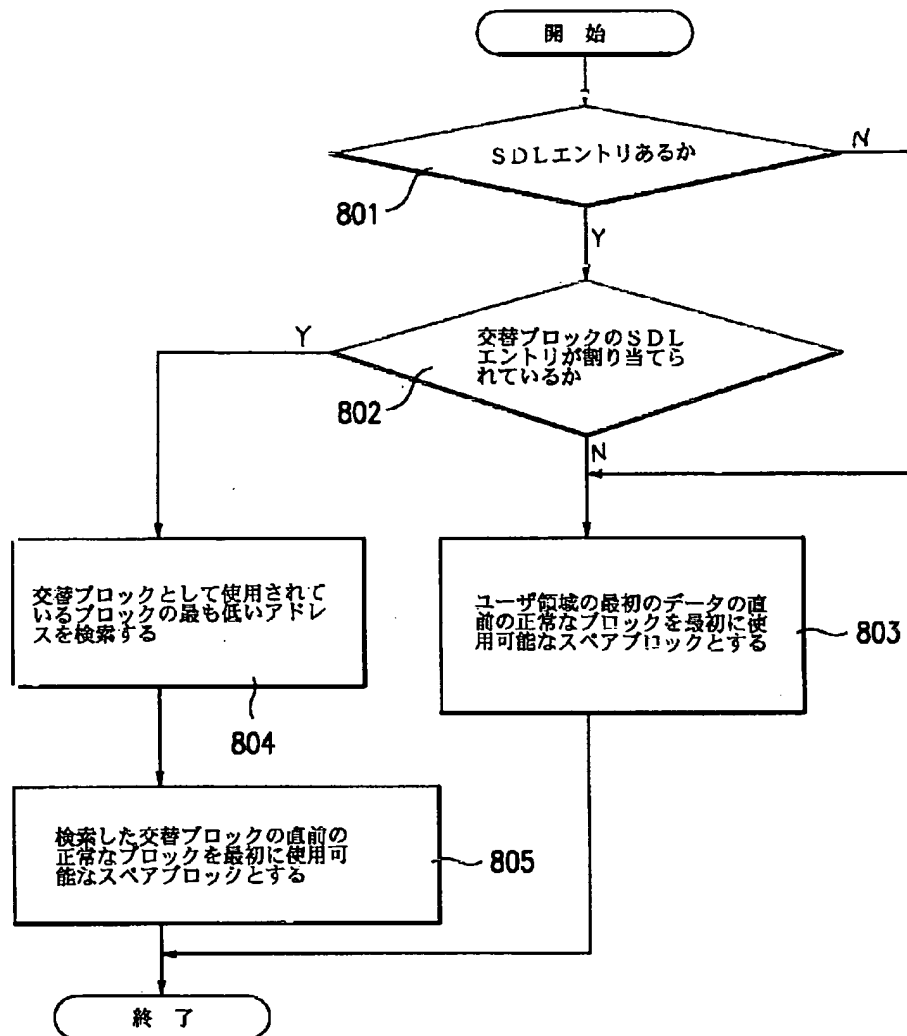 開 始
SDLエントリあるか
N
801
Y
交替ブロックのSDL
エントリが割り当てら
れているか
Y
802
N
交替ブロックとして使用されて
いるブロックの最も低いアドレ
スを検索する
804
ユーザ領域の最初のデータの直
前の正常なブロックを最初に使
用可能なスペアブロックとする
803
検索した交替ブロックの直前の
正常なブロックを最初に使用可
能なスペアブロックとする
805
終 了